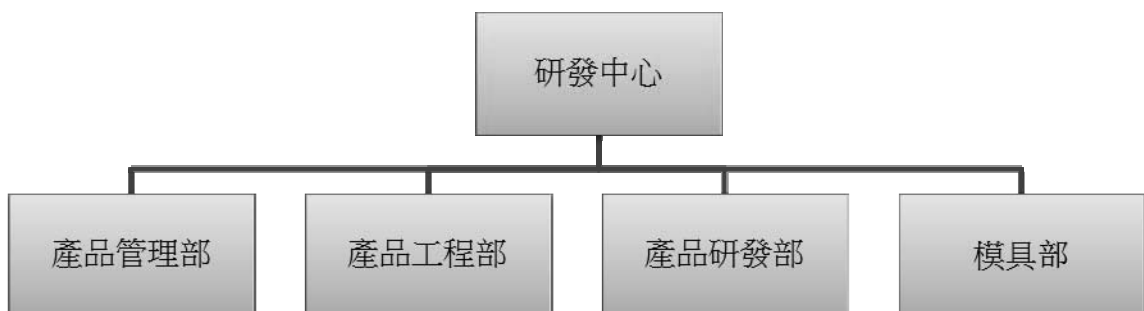 研發中心
產品管理部
產品工程部
產品研發部
模具部